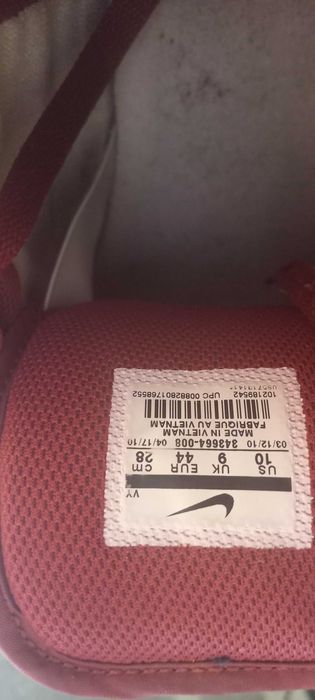 VY
US UK EUR cm
10 9 44 28
03/12/10 343664-008 04/17/10
MADE IN VIETNAM
FABRIQUE AU VIETNAM
102189542 UPC 00882801768552